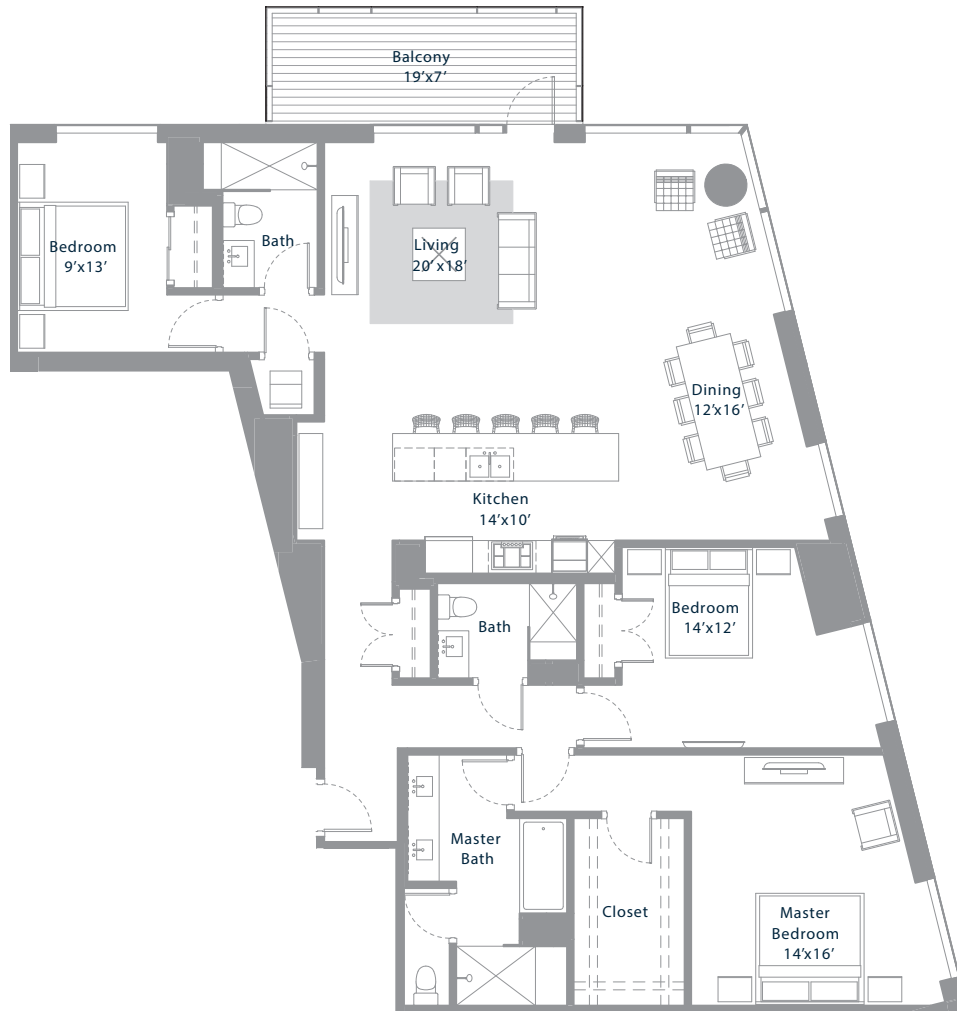 Balcony
19’x7’
Bedroom
9’x13’
Bath
Living
20’x18’
Dining
12’x16’
Kitchen
14’x10’
Bath
Bedroom
14’x12’
Master
Bath
Closet
Master
Bedroom
14’x16’